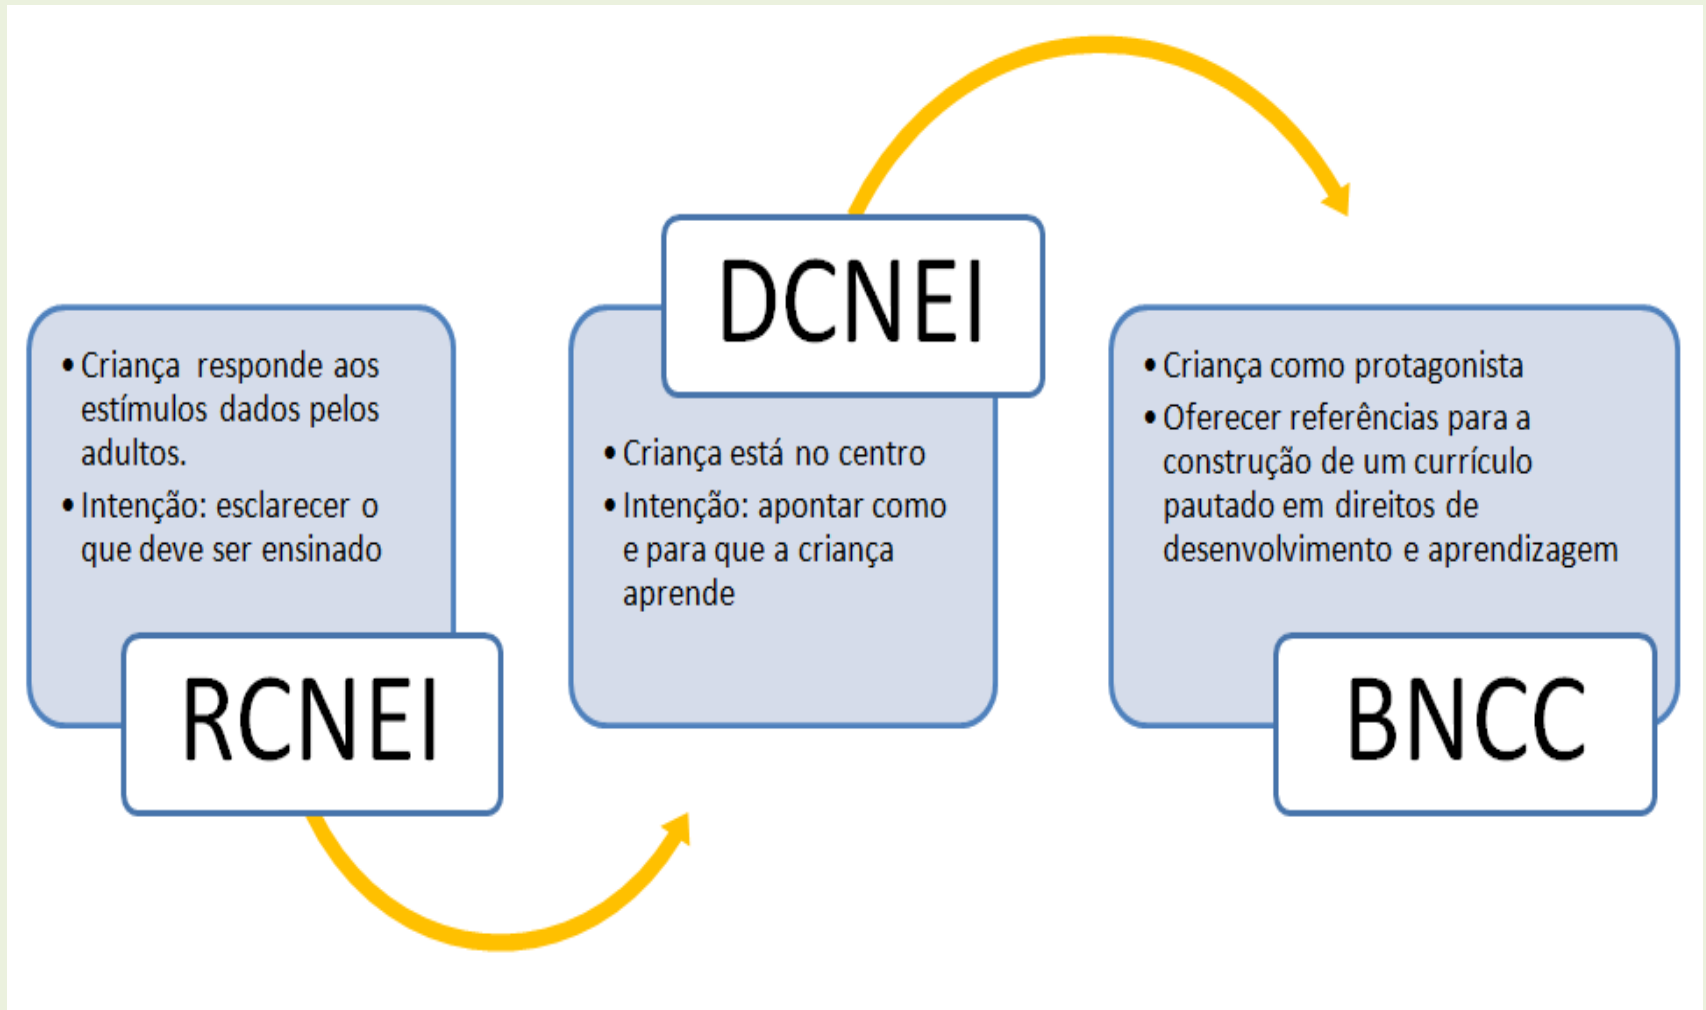 • Criança responde aos
estímulos dados pelos
adultos.
• Intenção: esclarecer o
que deve ser ensinado
RCNEI
DCNEI
• Criança está no centro
• Intenção: apontar como
e para que a criança
aprende
• Criança como protagonista
• Oferecer referências para a
construção de um currículo
pautado em direitos de
desenvolvimento e aprendizagem
BNCC